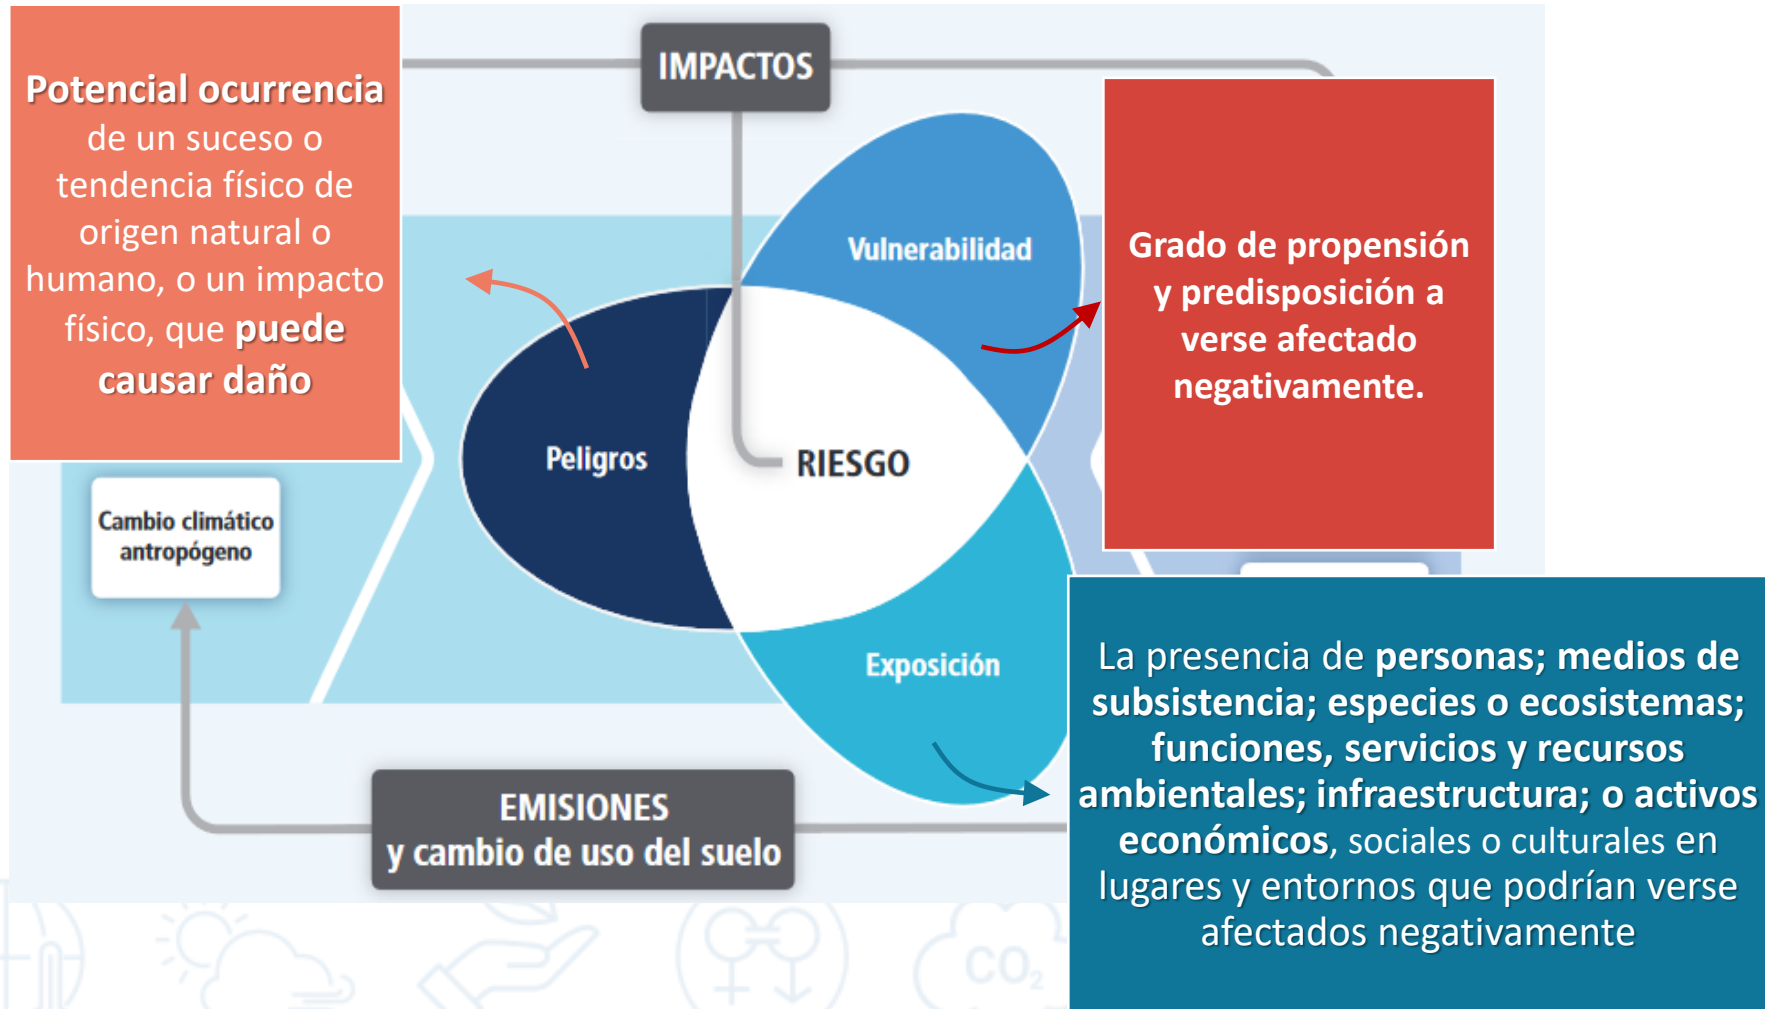 Potencial ocurrencia
de un suceso o
tendencia físico de
origen natural o
humano, o un impacto
físico, que puede
causar daño
IMPACTOS
Vulnerabilidad
Grado de propensión
y predisposición a
verse afectado
negativamente.
Peligros
RIESGO
Cambio climático
antropógeno
Exposición
La presencia de personas; medios de
subsistencia; especies o ecosistemas;
funciones, servicios y recursos
ambientales; infraestructura; o activos
económicos, sociales o culturales en
lugares y entornos que podrían verse
afectados negativamente
EMISIONES
y cambio de uso del suelo
CO₂